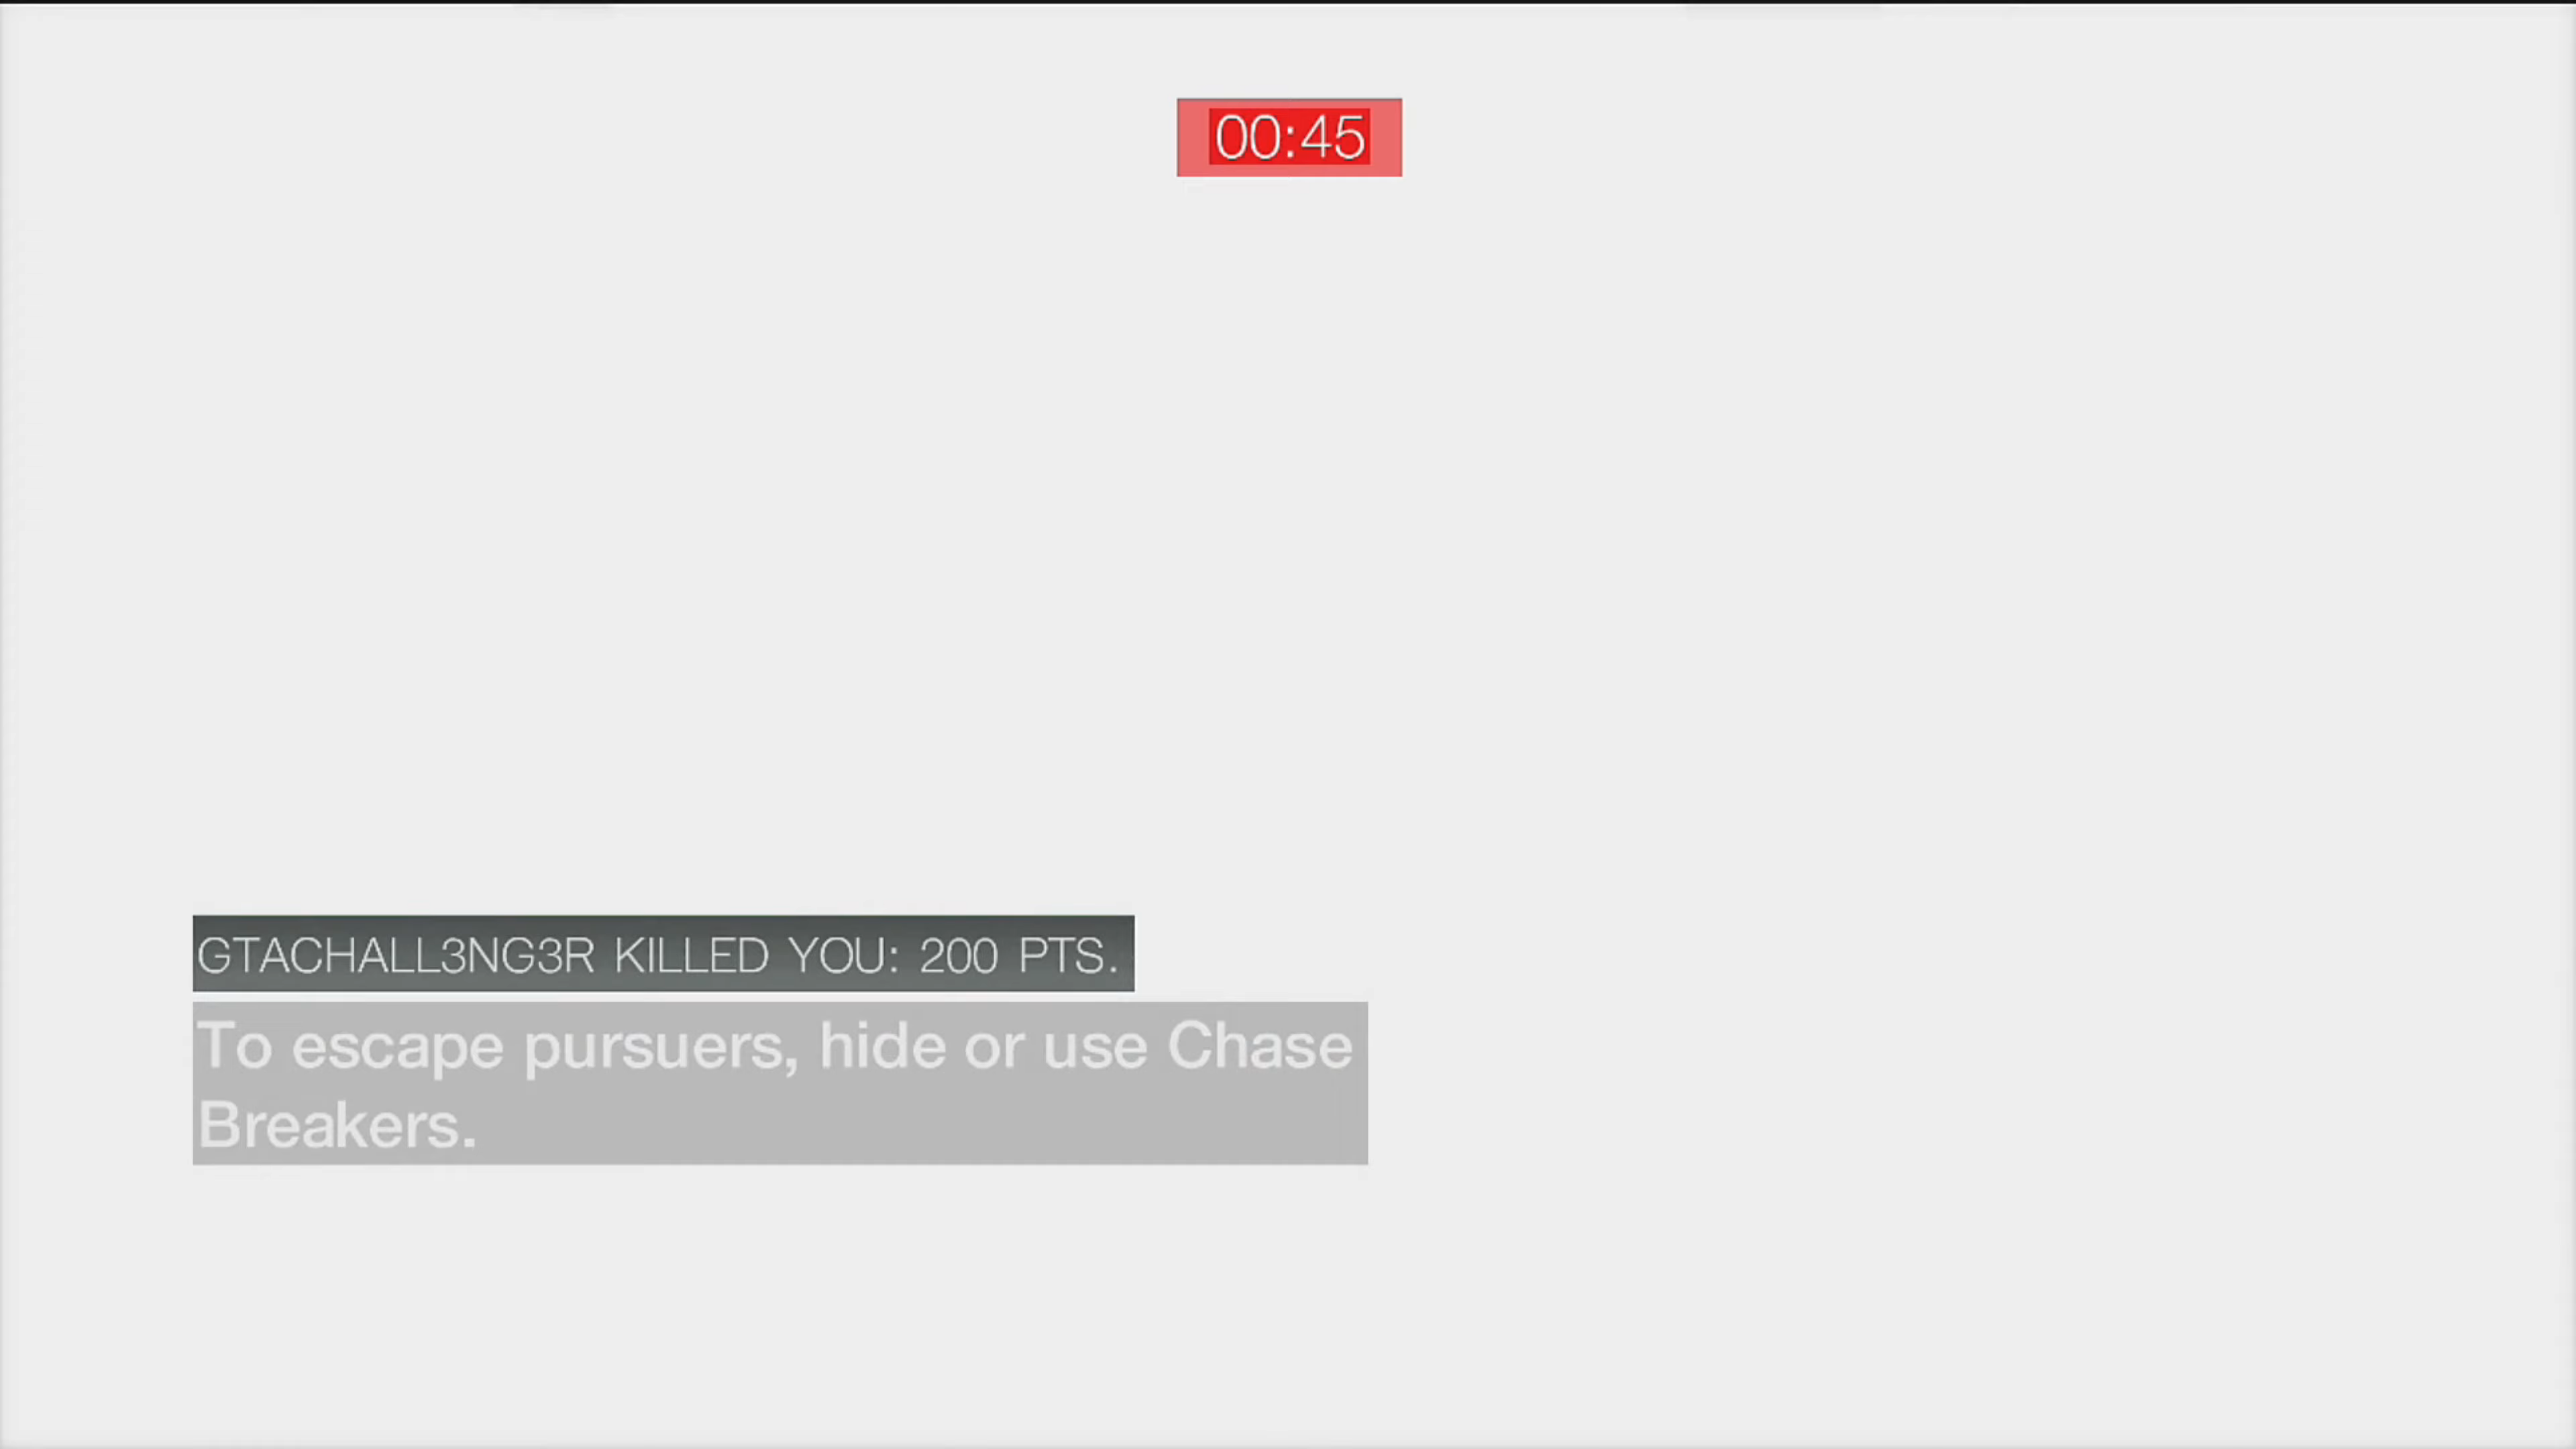 00:45
GTACHALL3NG3R KILLED YOU: 200 PTS.
To escape pursuers, hide or use Chase
Breakers.